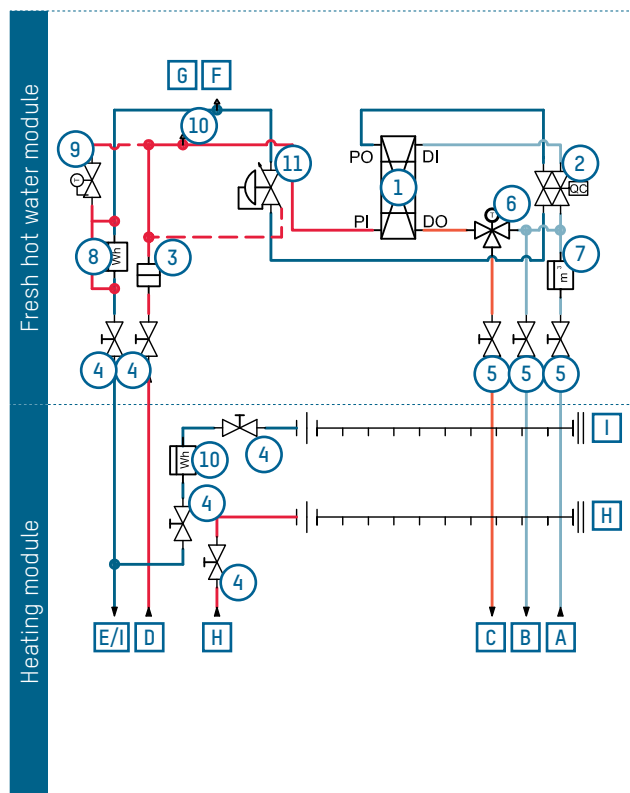 Fresh hot water module
Heating module
G F
10
9
T
11
PO DI
2
1
QC
6
T
PI DO
7
8
Wh
3
m³
4 4
5 5 5
I
Wh
10
4
4
H
4
E/I D H C B A